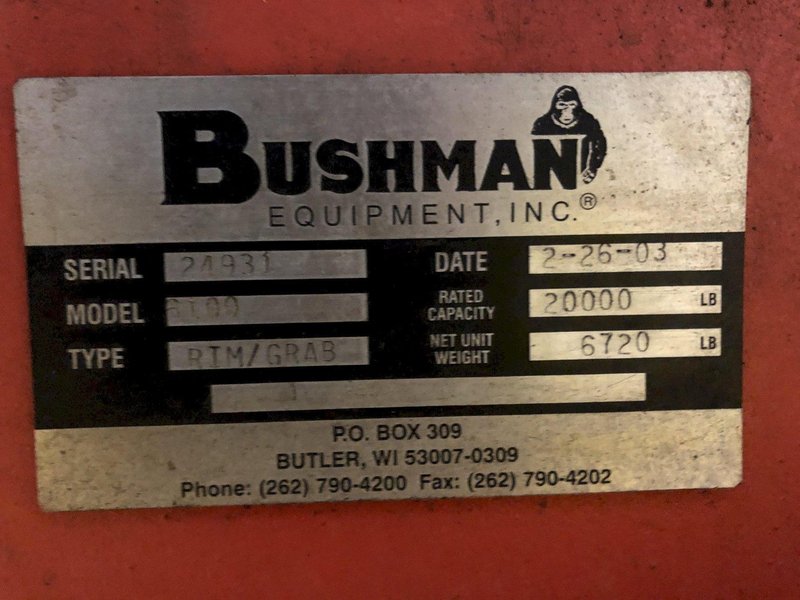 BUSHMAN
EQUIPMENT, INC.®
SERIAL 24931
DATE 2-26-03
MODEL
RATED CAPACITY 20000 LB
TYPE RIM/GRAB
NET UNIT WEIGHT 6720 LB
P.O. BOX 309
BUTLER, WI 53007-0309
Phone: (262) 790-4200 Fax: (262) 790-4202